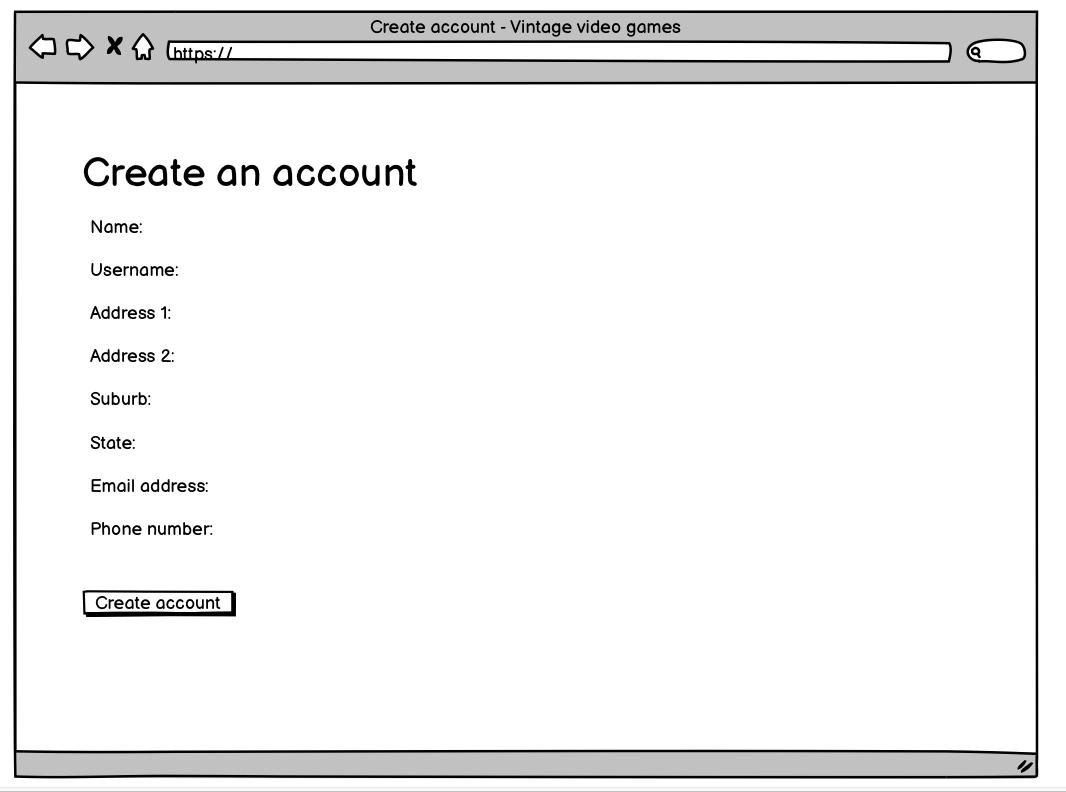 Create account - Vintage video games
https://
Create an account
Name:
Username:
Address 1:
Address 2:
Suburb:
State:
Email address:
Phone number:
Create account